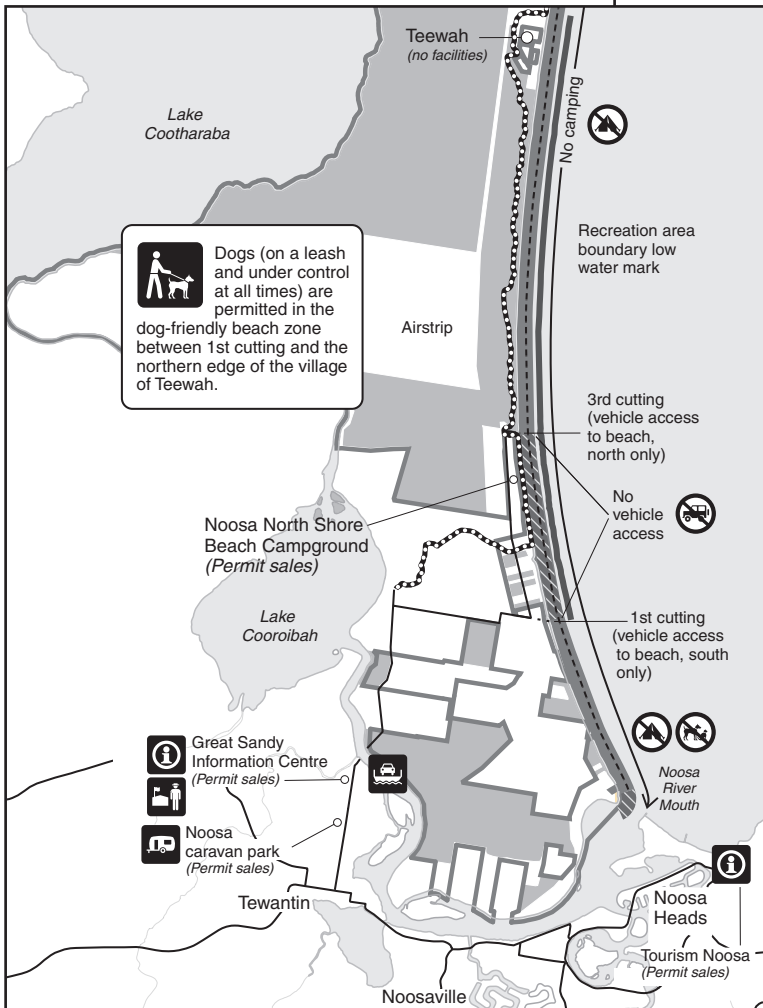 Teewah
(no facilities)
Lake
Cootharaba
No camping
Recreation area
boundary low
water mark
Dogs (on a leash
and under control
at all times) are
permitted in the
dog-friendly beach zone
between 1st cutting and the
northern edge of the village
of Teewah.
Airstrip
3rd cutting
(vehicle access
to beach,
north only)
No
vehicle
access
Noosa North Shore
Beach Campground
(Permit sales)
Lake
Cooroibah
1st cutting
(vehicle access
to beach, south
only)
Great Sandy
Information Centre
(Permit sales)
Noosa
caravan park
(Permit sales)
Noosa
River
Mouth
Tewantin
Noosa
Heads
Tourism Noosa
(Permit sales)
Noosaville